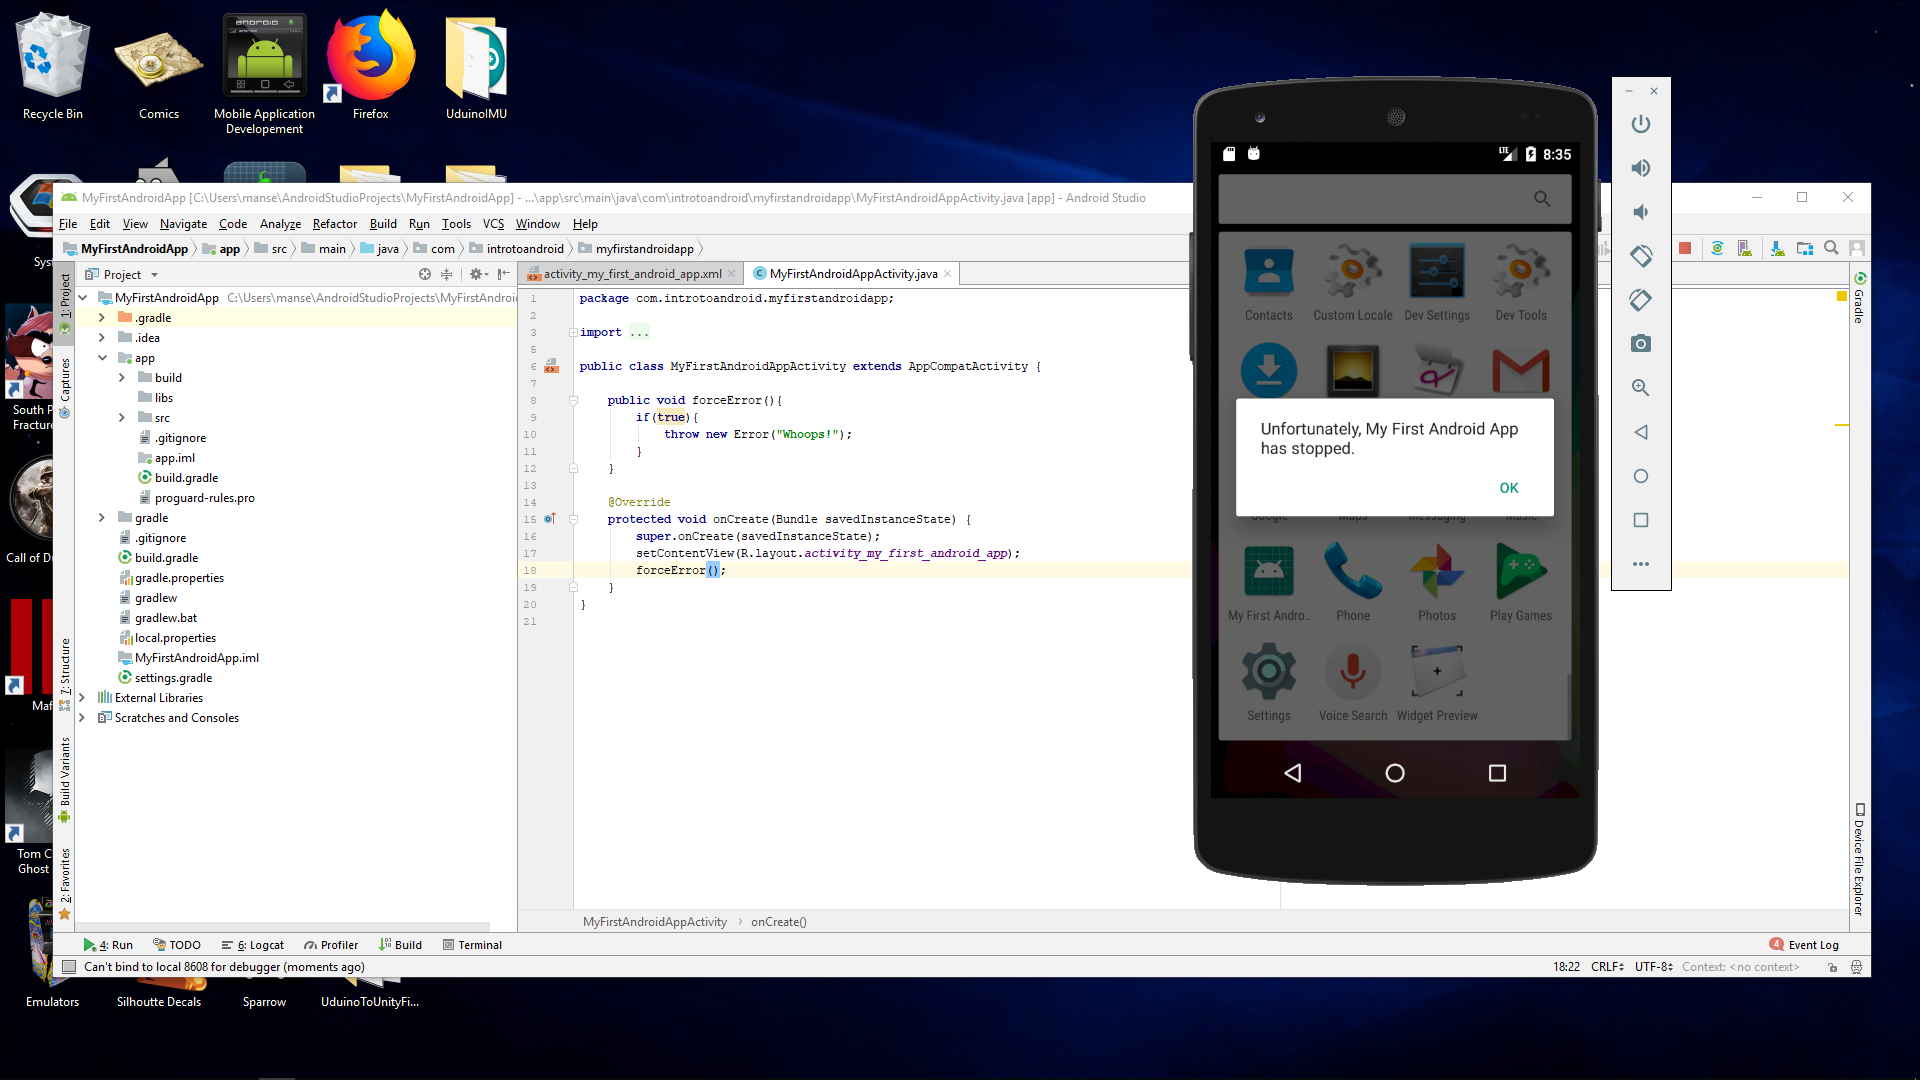 Recycle Bin
Comics
android
Mobile Application
Developement
Firefox
UduinoIMU
MyFirstAndroidApp [C:\Users\manse\AndroidStudioProjects\MyFirstAndroidApp] - ...\app\src\main\java\com\introtoandroid\myfirstandroidapp\MyFirstAndroidAppActivity.java [app] - Android Studio
File Edit View Navigate Code Analyze Refactor Build Run Tools VCS Window Help
MyFirstAndroidApp app src main java com introtoandroid myfirstandroidapp
Project
activity_my_first_android_app.xml
MyFirstAndroidAppActivity.java
1: Project
Captures
7: Structure
Build Variants
2: Favorites
MyFirstAndroidApp C:\Users\manse\AndroidStudioProjects\MyFirstAndroi
.gradle
.idea
app
build
libs
src
.gitignore
app.iml
build.gradle
proguard-rules.pro
gradle
.gitignore
build.gradle
gradle.properties
gradlew
gradlew.bat
local.properties
MyFirstAndroidApp.iml
settings.gradle
External Libraries
Scratches and Consoles
1 package com.introtoandroid.myfirstandroidapp;
2
3 import ...
5
6 public class MyFirstAndroidAppActivity extends AppCompatActivity {
7
8 public void forceError(){
9 if(true){
10 throw new Error("Whoops!");
11 }
12 }
13
14 @Override
15 protected void onCreate(Bundle savedInstanceState) {
16 super.onCreate(savedInstanceState);
17 setContentView(R.layout.activity_my_first_android_app);
18 forceError();
19 }
20 }
21
MyFirstAndroidAppActivity onCreate()
4: Run TODO 6: Logcat Profiler Build Terminal
4 Event Log
Can't bind to local 8608 for debugger (moments ago)
18:22 CRLF UTF-8 Context: <no context>
Gradle
Device File Explorer
LTE 8:35
Contacts Custom Locale Dev Settings Dev Tools
Unfortunately, My First Android App
has stopped.
OK
Google Maps Messaging Music
My First Andro.. Phone Photos Play Games
Settings Voice Search Widget Preview
Sys
South P
Fracture
Call of D
Maf
Tom C
Ghost
Emulators
Silhoutte Decals
Sparrow
UduinoToUnityFi...